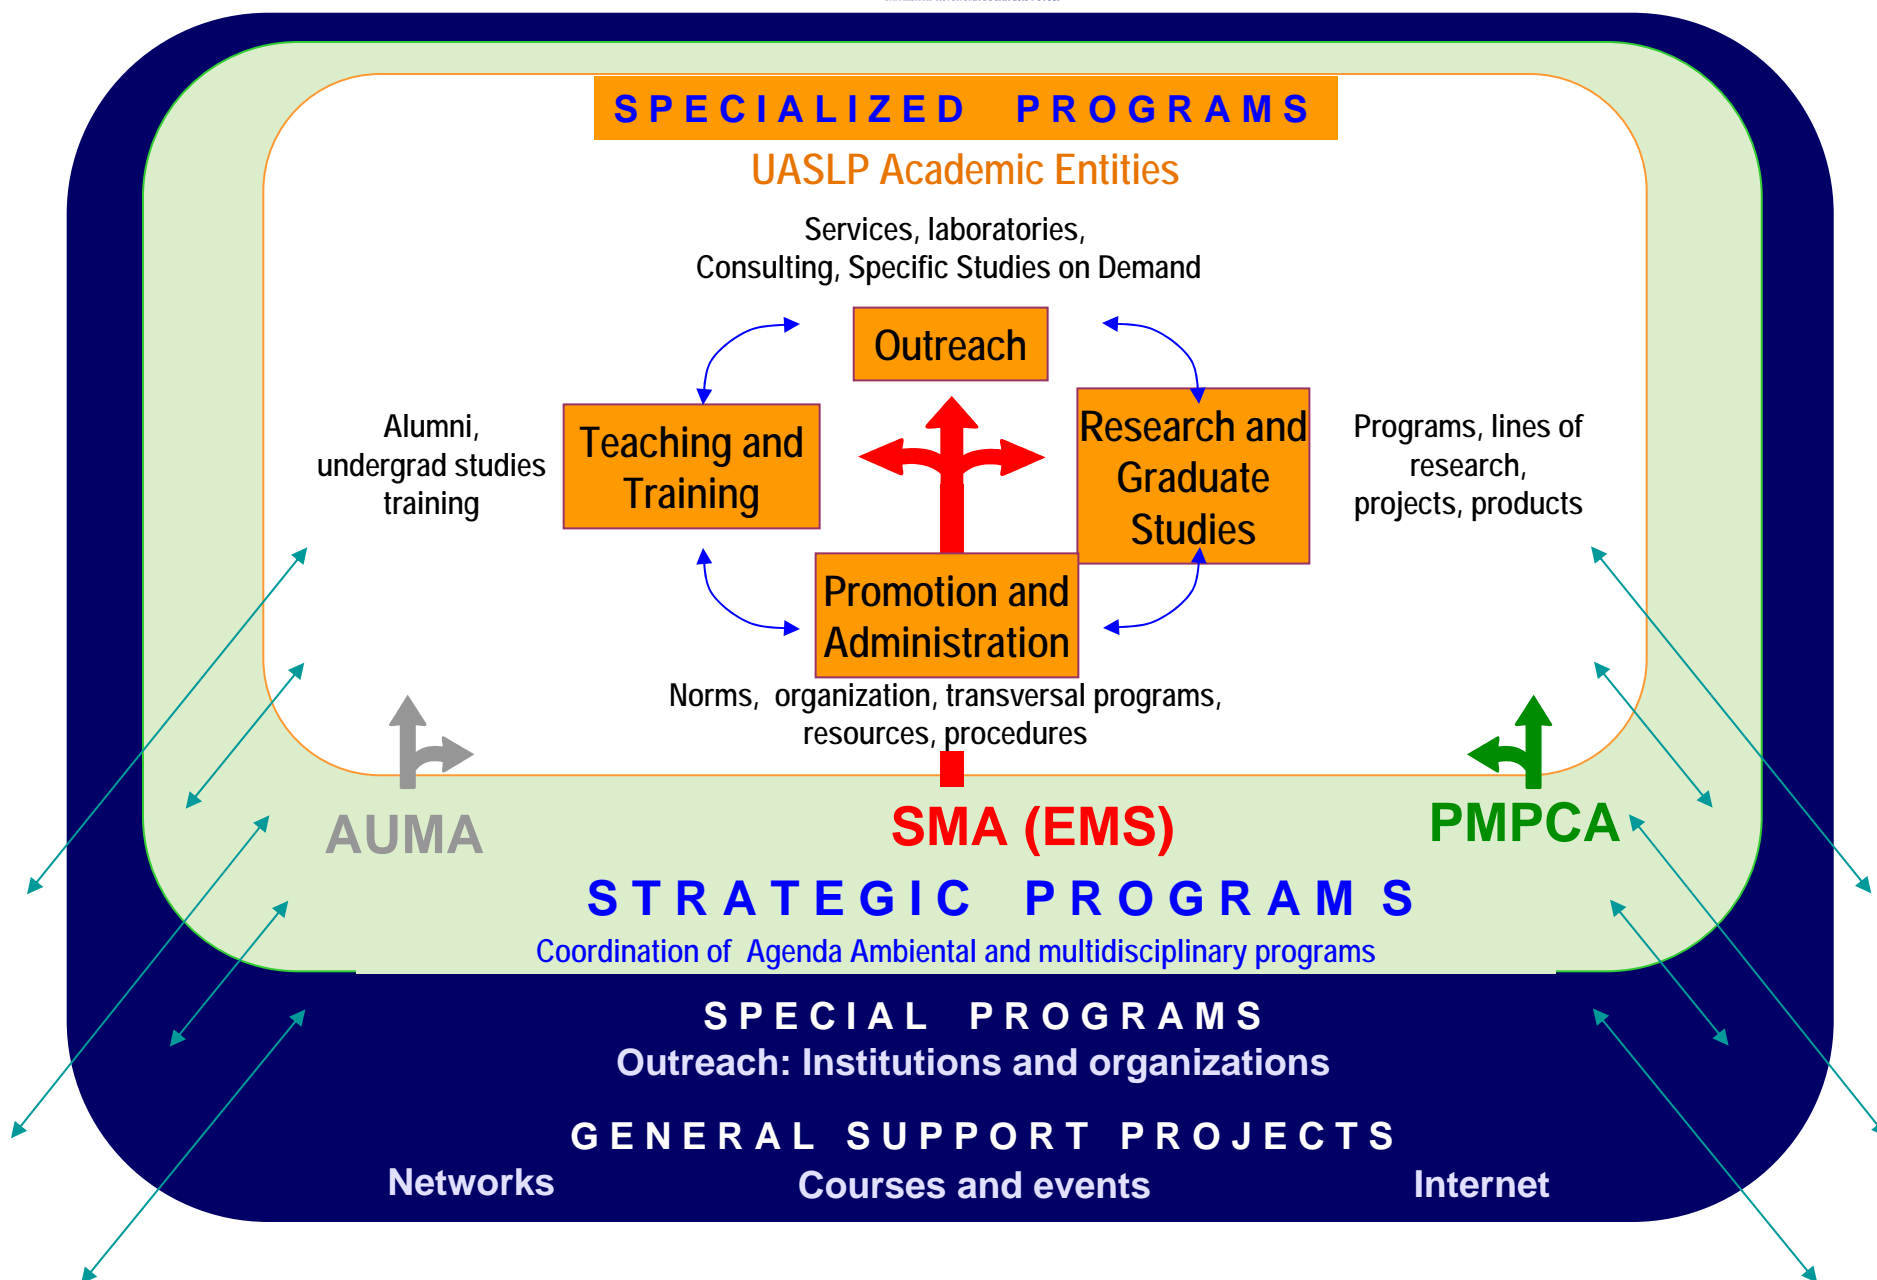 SPECIALIZED PROGRAMS
UASLP Academic Entities
Services, laboratories,
Consulting, Specific Studies on Demand
Outreach
Alumni,
undergrad studies
training
Teaching and
Training
Research and
Graduate
Studies
Programs, lines of
research,
projects, products
Promotion and
Administration
Norms, organization, transversal programs,
resources, procedures
AUMA
SMA (EMS)
PMPCA
STRATEGIC PROGRAMS
Coordination of Agenda Ambiental and multidisciplinary programs
SPECIAL PROGRAMS
Outreach: Institutions and organizations
GENERAL SUPPORT PROJECTS
Networks
Courses and events
Internet